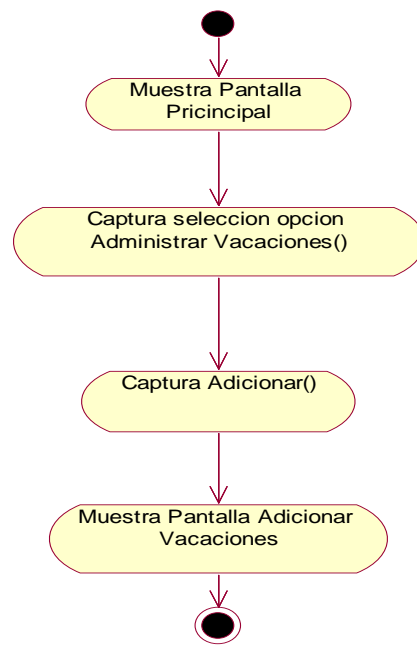 Muestra Pantalla
Pricincipal
Captura seleccion opcion
Administrar Vacaciones()
Captura Adicionar()
Muestra Pantalla Adicionar
Vacaciones